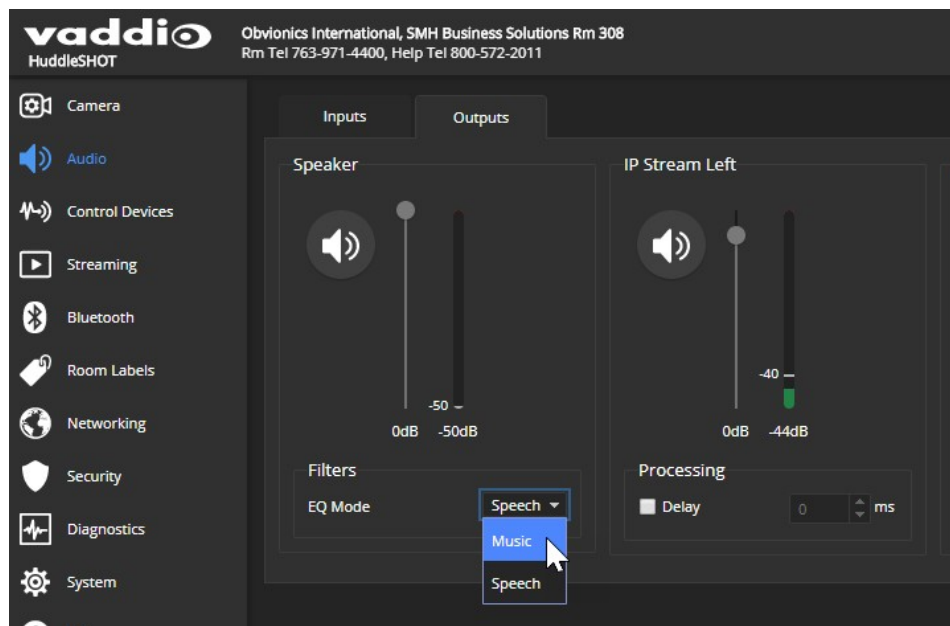 vaddio
HuddleSHOT
Obvionics International, SMH Business Solutions Rm 308
Rm Tel 763-971-4400, Help Tel 800-572-2011
Camera
Audio
Control Devices
Streaming
Bluetooth
Room Labels
Networking
Security
Diagnostics
System
Inputs
Outputs
Speaker
-50
0dB
-50dB
Filters
EQ Mode
Speech
Music
Speech
IP Stream Left
-40
0dB
-44dB
Processing
Delay
0
ms